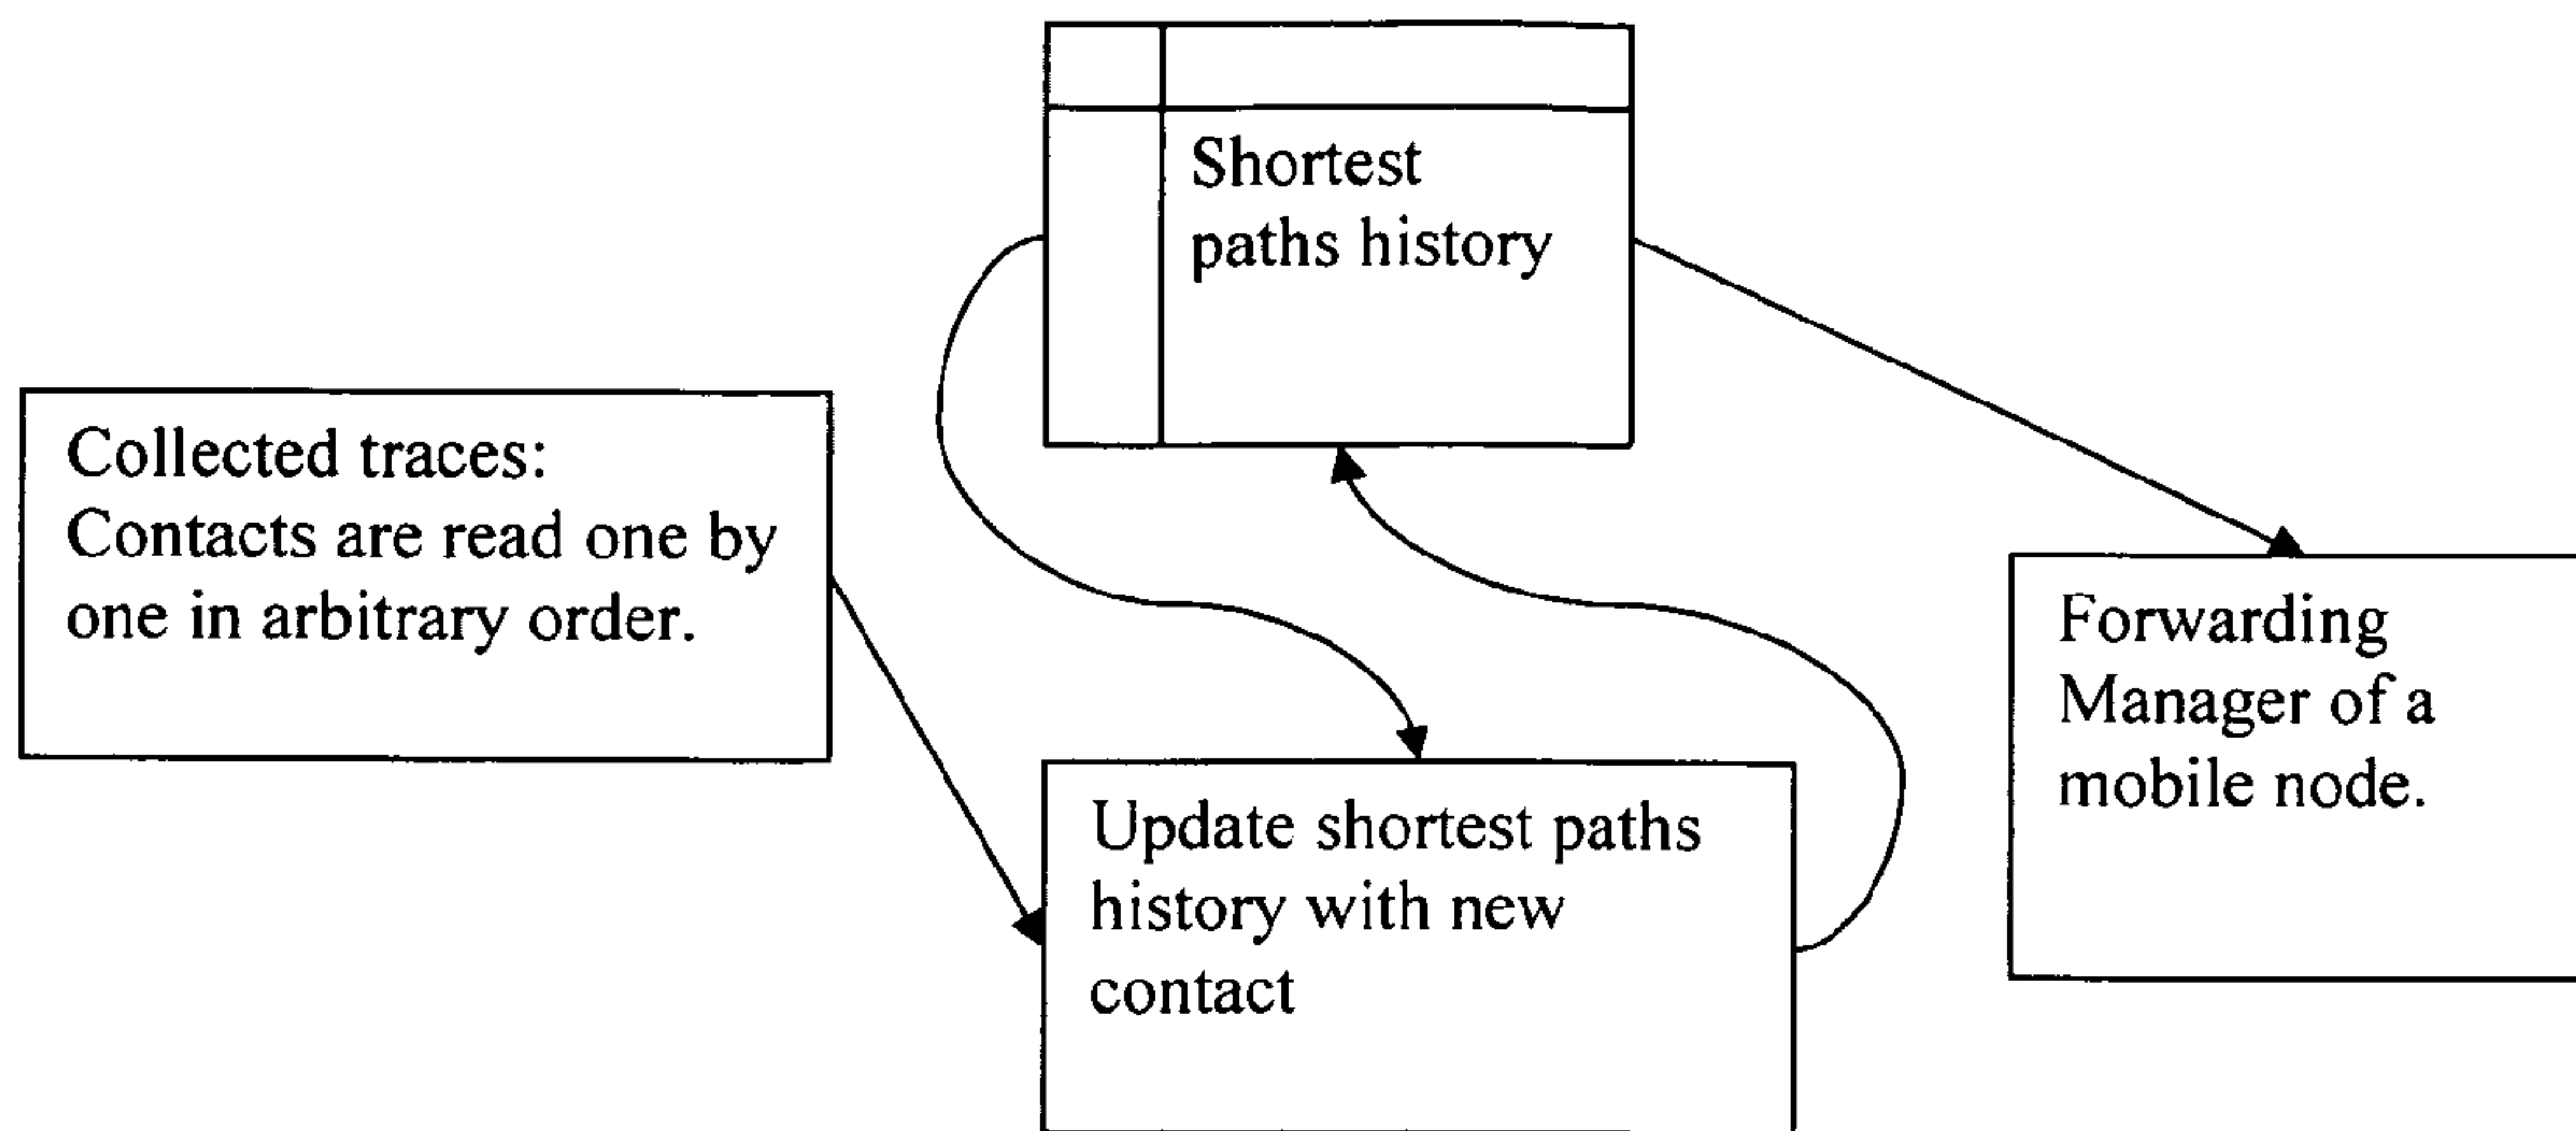 Shortest
paths history
Collected traces:
Contacts are read one by
one in arbitrary order.
Forwarding
Manager of a
mobile node.
Update shortest paths
history with new
contact